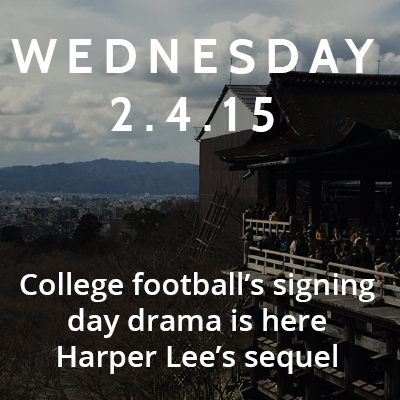 WEDNESDAY
2.4.15
College football’s signing
day drama is here
Harper Lee’s sequel